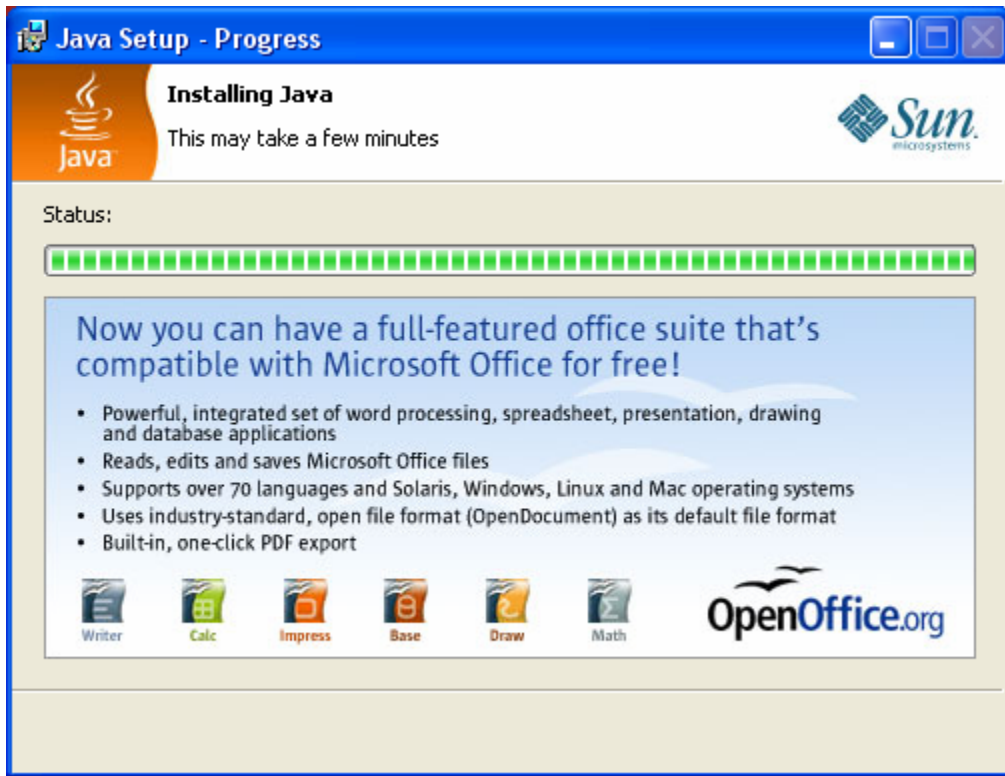 Java Setup - Progress
Java
Installing Java
This may take a few minutes
Sun
microsystems
Status:
Now you can have a full-featured office suite that's
compatible with Microsoft Office for free!
• Powerful, integrated set of word processing, spreadsheet, presentation, drawing
and database applications
• Reads, edits and saves Microsoft Office files
• Supports over 70 languages and Solaris, Windows, Linux and Mac operating systems
• Uses industry-standard, open file format (OpenDocument) as its default file format
• Built-in, one-click PDF export
Writer Calc Impress Base Draw Math
OpenOffice.org